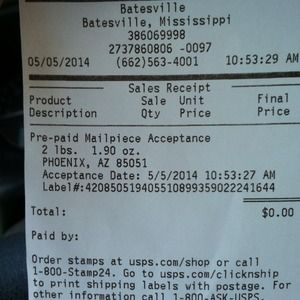 Batesville
Batesville, Mississippi
386069998
2737860806 -0097
05/05/2014 (662)563-4001 10:53:29 AM
Sales Receipt
Product Sale Unit Final
Description Qty Price Price
Pre-paid Mailpiece Acceptance
2 lbs. 1.90 oz.
PHOENIX, AZ 85051
Acceptance Date: 5/5/2014 10:53:27 AM
Label#:420850519405510899359022241644
Total: $0.00
Paid by:
Order stamps at usps.com/shop or call
1-800-Stamp24. Go to usps.com/clicknship
to print shipping labels with postage. For
other information call 1-800-ASK-USPS.